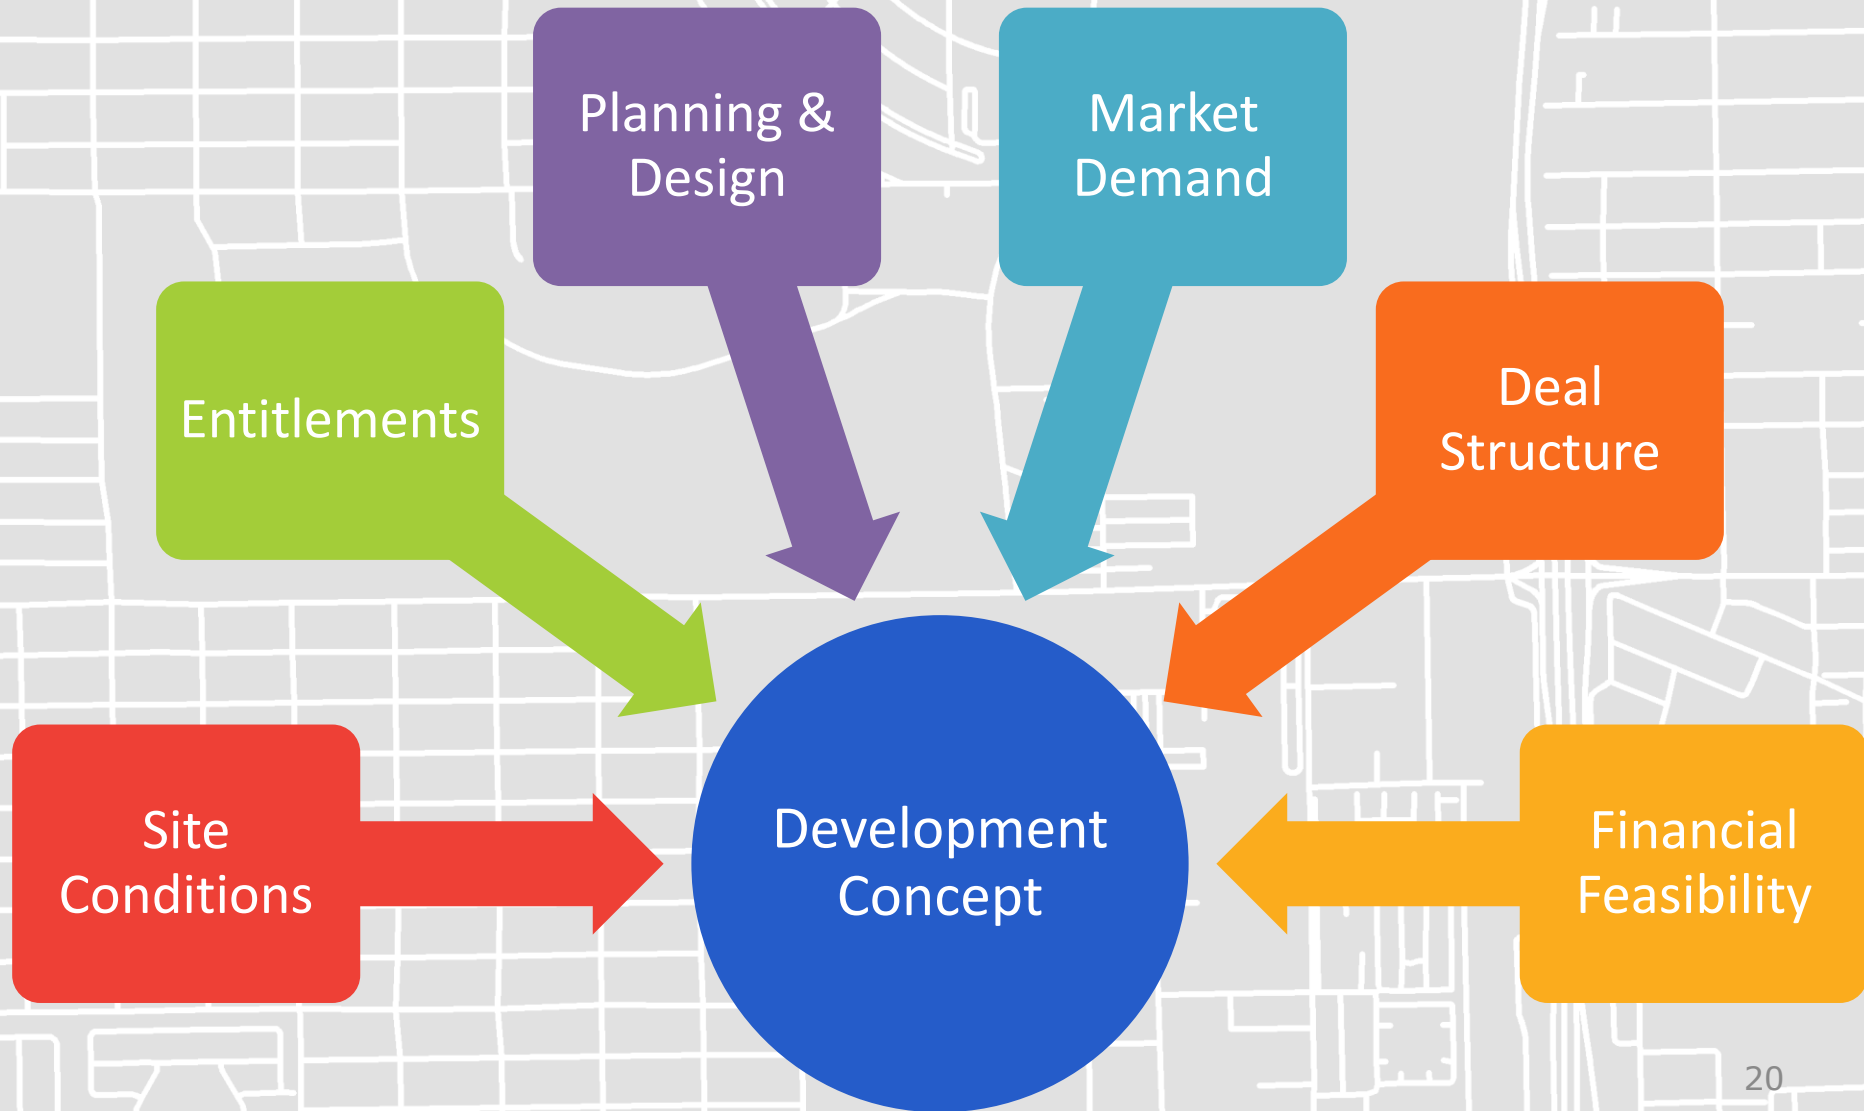 Planning &
Design
Market
Demand
Entitlements
Deal
Structure
Site
Conditions
Development
Concept
Financial
Feasibility
20